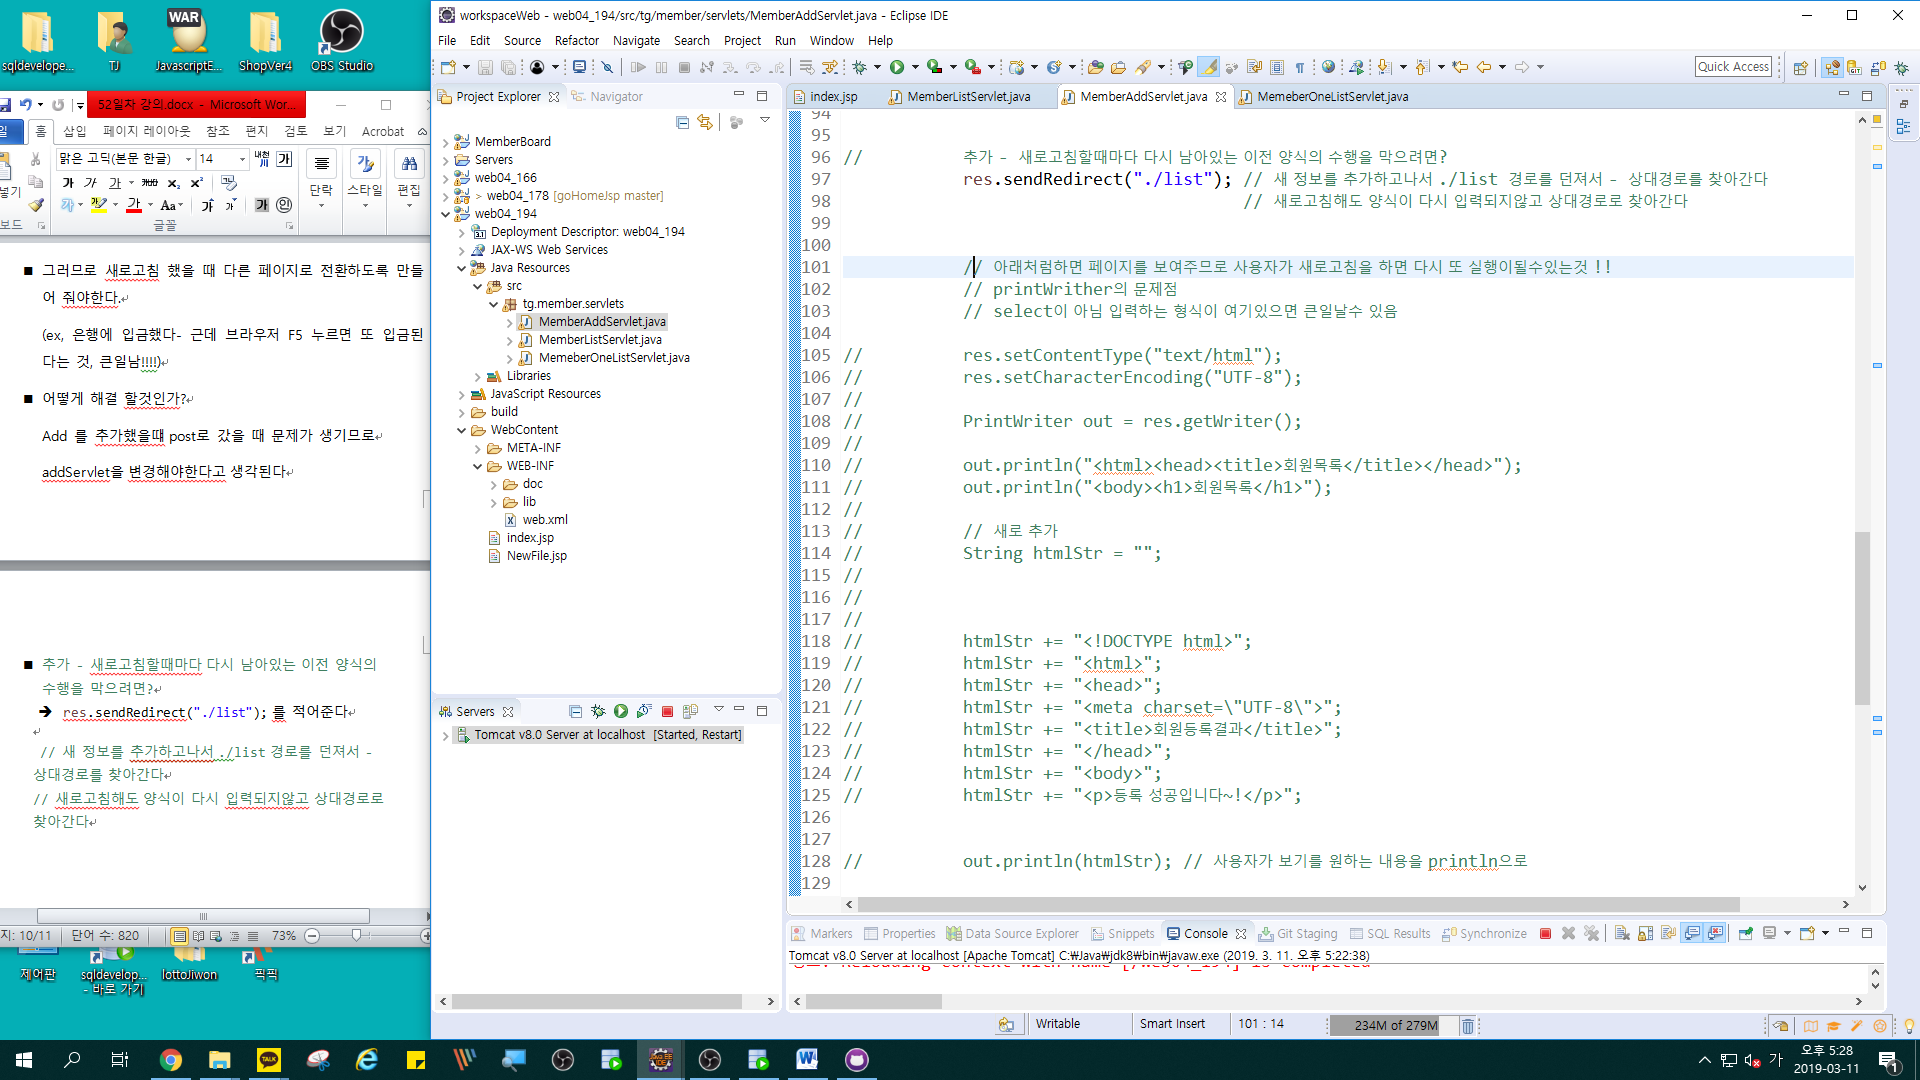 sqldevelope...
TJ
WAR
JavascriptE...
ShopVer4
OBS Studio
52일차 강의.docx - Microsoft Wor...
홈 삽입 페이지 레이아웃 참조 편지 검토 보기 Acrobat
맑은 고딕(본문 한글) 14
단락 스타일 편집
글꼴
■ 그러므로 새로고침 했을 때 다른 페이지로 전환하도록 만들
어 줘야한다.
(ex, 은행에 입금했다- 근데 브라우저 F5 누르면 또 입금된
다는 것, 큰일남!!!!)
■ 어떻게 해결 할것인가?
Add 를 추가했을때 post로 갔을 때 문제가 생기므로
addServlet을 변경해야한다고 생각된다
■ 추가 - 새로고침할때마다 다시 남아있는 이전 양식의
수행을 막으려면?
➔ res.sendRedirect("./list"); 를 적어준다
// 새 정보를 추가하고나서 ./list 경로를 던져서 -
상대경로를 찾아간다
// 새로고침해도 양식이 다시 입력되지않고 상대경로로
찾아간다
지: 10/11 단어 수: 820 73%
제어판
sqldevelop... - 바로 가기
lottoJiwon
픽픽
workspaceWeb - web04_194/src/tg/member/servlets/MemberAddServlet.java - Eclipse IDE
File Edit Source Refactor Navigate Search Project Run Window Help
Quick Access
Project Explorer Navigator
MemberBoard
Servers
web04_166
> web04_178 [goHomeJsp master]
web04_194
Deployment Descriptor: web04_194
JAX-WS Web Services
Java Resources
src
tg.member.servlets
MemberAddServlet.java
MemberListServlet.java
MemeberOneListServlet.java
Libraries
JavaScript Resources
build
WebContent
META-INF
WEB-INF
doc
lib
web.xml
index.jsp
NewFile.jsp
Servers
Tomcat v8.0 Server at localhost [Started, Restart]
index.jsp MemberListServlet.java MemberAddServlet.java MemeberOneListServlet.java
94
95
96 // 추가 - 새로고침할때마다 다시 남아있는 이전 양식의 수행을 막으려면?
97 res.sendRedirect("./list"); // 새 정보를 추가하고나서 ./list 경로를 던져서 - 상대경로를 찾아간다
98 // 새로고침해도 양식이 다시 입력되지않고 상대경로로 찾아간다
99
100
101 // 아래처럼하면 페이지를 보여주므로 사용자가 새로고침을 하면 다시 또 실행이될수있는것 !!
102 // printWrither의 문제점
103 // select이 아님 입력하는 형식이 여기있으면 큰일날수 있음
104
105 // res.setContentType("text/html");
106 // res.setCharacterEncoding("UTF-8");
107 //
108 // PrintWriter out = res.getWriter();
109 //
110 // out.println("<html><head><title>회원목록</title></head>");
111 // out.println("<body><h1>회원목록</h1>");
112 //
113 // // 새로 추가
114 // String htmlStr = "";
115 //
116 //
117 //
118 // htmlStr += "<!DOCTYPE html>";
119 // htmlStr += "<html>";
120 // htmlStr += "<head>";
121 // htmlStr += "<meta charset=\"UTF-8\">";
122 // htmlStr += "<title>회원등록결과</title>";
123 // htmlStr += "</head>";
124 // htmlStr += "<body>";
125 // htmlStr += "<p>등록 성공입니다~!</p>";
126
127
128 // out.println(htmlStr); // 사용자가 보기를 원하는 내용을 println으로
129
Markers Properties Data Source Explorer Snippets Console Git Staging SQL Results Synchronize
Tomcat v8.0 Server at localhost [Apache Tomcat] C:₩Java₩jdk8₩bin₩javaw.exe (2019. 3. 11. 오후 5:22:38)
Writable Smart Insert 101 : 14 234M of 279M
가 오후 5:28
2019-03-11